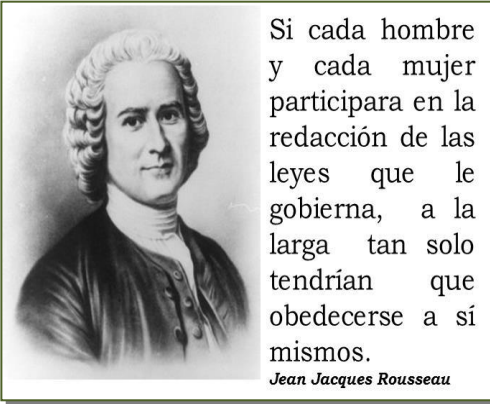 Si cada hombre
y cada mujer
participara en la
redacción de las
leyes que le
gobierna, a la
larga tan solo
tendrían que
obedecerse a sí
mismos.
Jean Jacques Rousseau